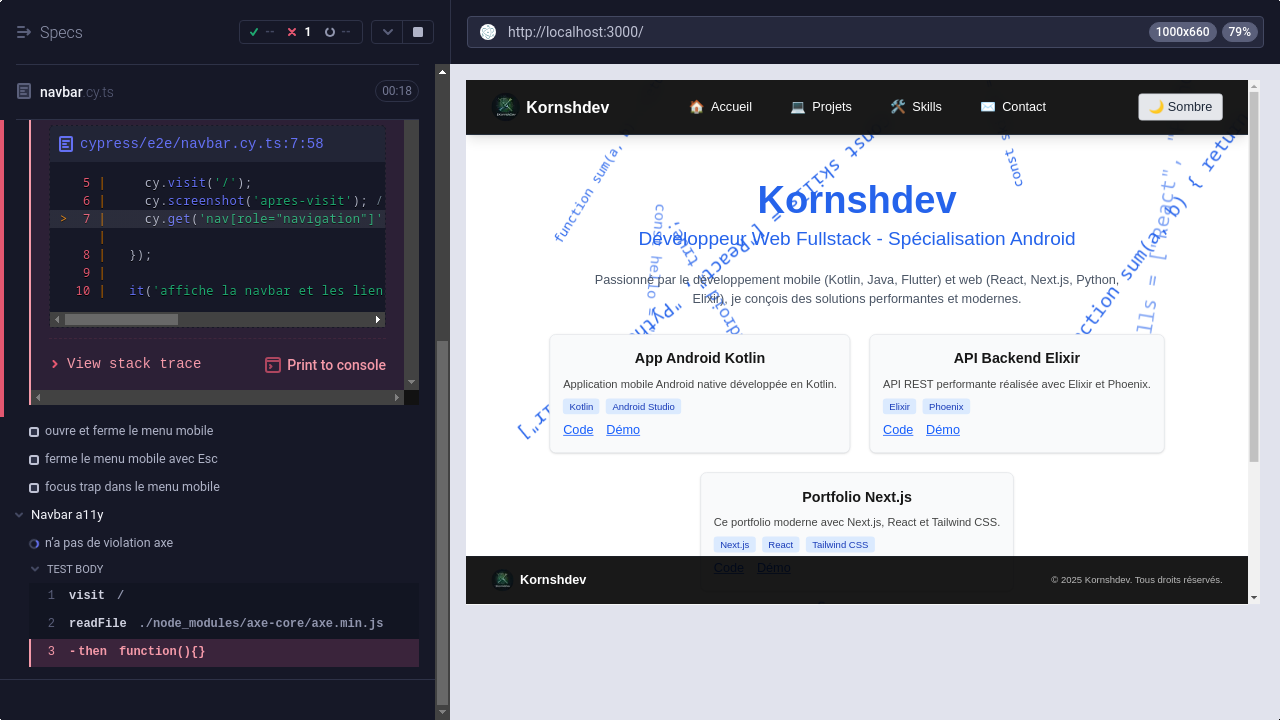 Specs
-- 1 --
http://localhost:3000/
1000x660
79%
navbar.cy.ts
00:18
cypress/e2e/navbar.cy.ts:7:58
5 | cy.visit('/');
6 | cy.screenshot('apres-visit'); /
> 7 | cy.get('nav[role="navigation"]'
|
8 | });
9 |
10 | it('affiche la navbar et les lien
View stack trace
Print to console
ouvre et ferme le menu mobile
ferme le menu mobile avec Esc
focus trap dans le menu mobile
Navbar a11y
n'a pas de violation axe
TEST BODY
1 visit /
2 readFile ./node_modules/axe-core/axe.min.js
3 -then function(){}
Kornshdev
🏠 Accueil
💻 Projets
🛠️ Skills
✉️ Contact
🌙 Sombre
function sum(a,
const
Kornshdev
Développeur Web Fullstack - Spécialisation Android
Passionné par le développement mobile (Kotlin, Java, Flutter) et web (React, Next.js, Python,
Elixir), je conçois des solutions performantes et modernes.
App Android Kotlin
Application mobile Android native développée en Kotlin.
Kotlin
Android Studio
Code
Démo
API Backend Elixir
API REST performante réalisée avec Elixir et Phoenix.
Elixir
Phoenix
Code
Démo
Portfolio Next.js
Ce portfolio moderne avec Next.js, React et Tailwind CSS.
Next.js
React
Tailwind CSS
Code
Démo
Kornshdev
© 2025 Kornshdev. Tous droits réservés.